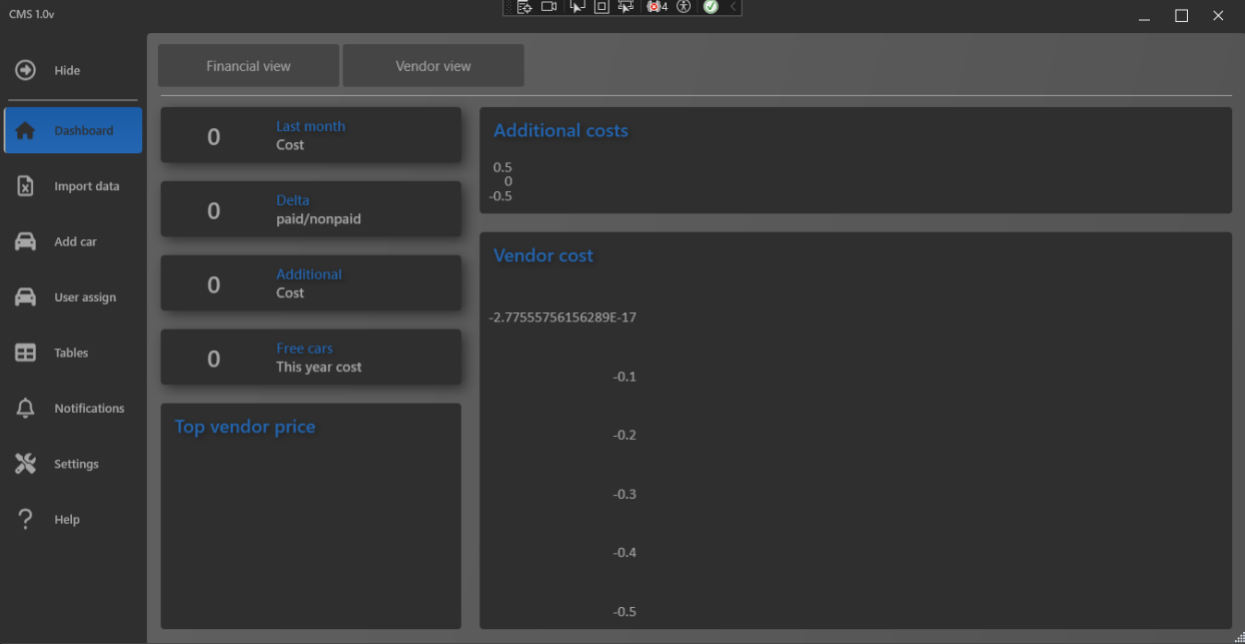 CMS 1.0v
4
Hide
Dashboard
Import data
Add car
User assign
Tables
Notifications
Settings
Help
Financial view
Vendor view
0
Last month
Cost
0
Delta
paid/nonpaid
0
Additional
Cost
0
Free cars
This year cost
Top vendor price
Additional costs
0.5
0
-0.5
Vendor cost
-2.77555756156289E-17
-0.1
-0.2
-0.3
-0.4
-0.5